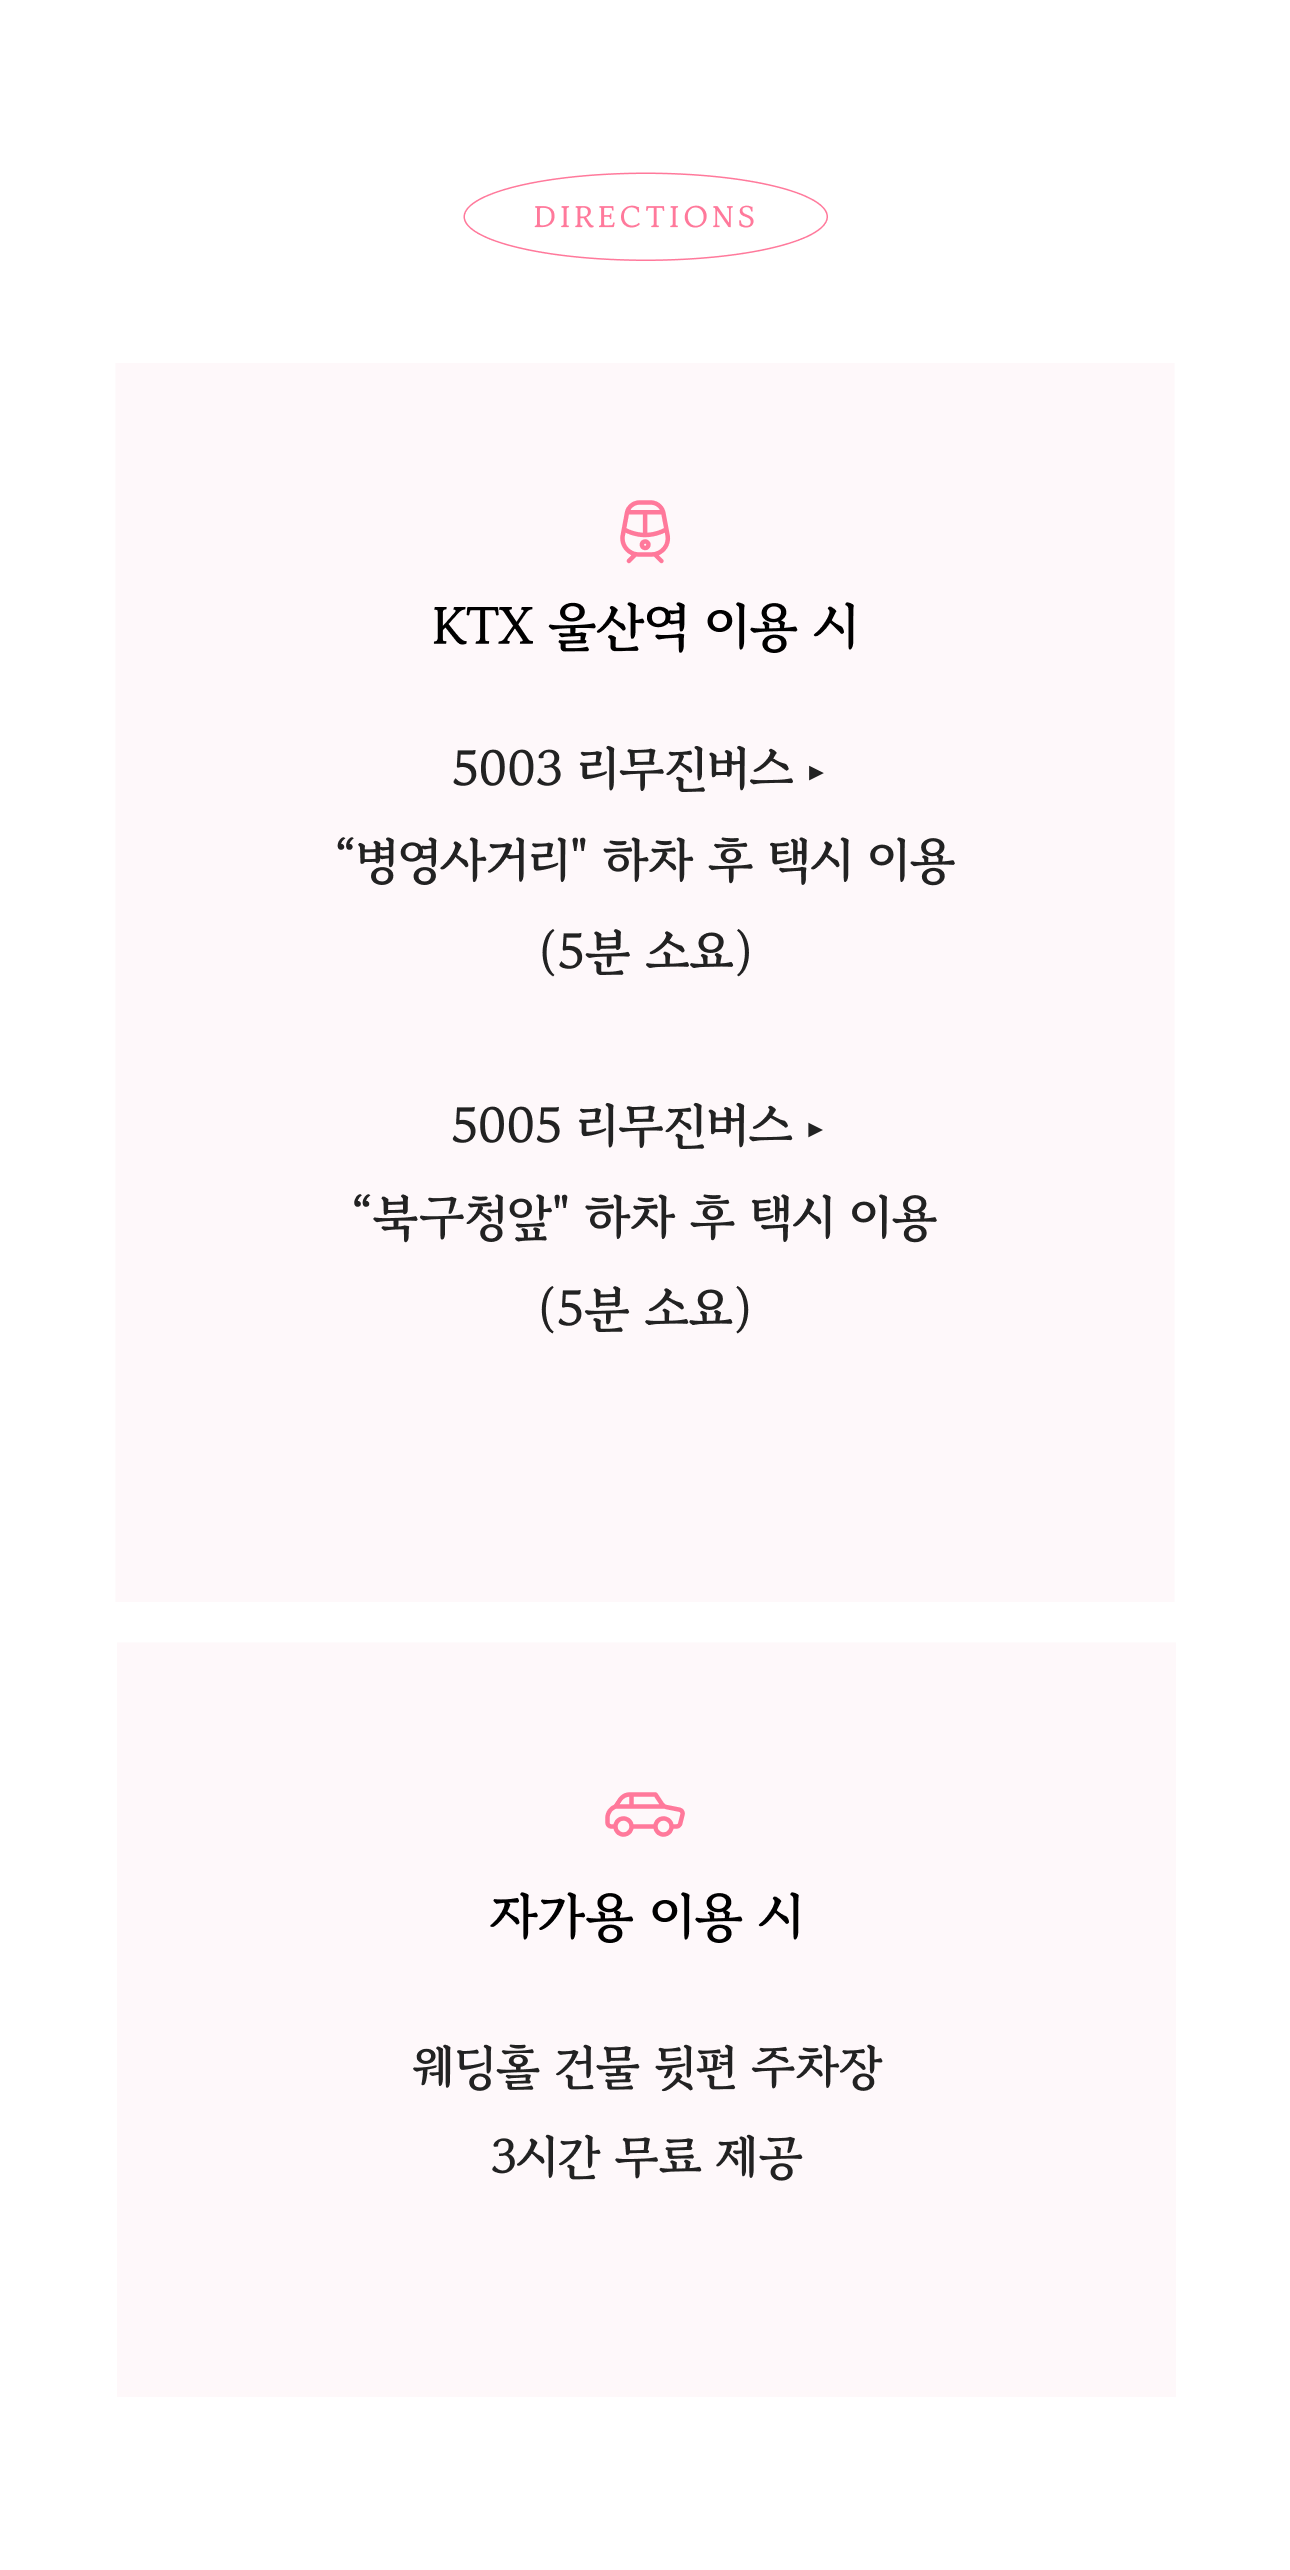 DIRECTIONS
KTX 울산역 이용 시
5003 리무진버스 ▸
“병영사거리" 하차 후 택시 이용
(5분 소요)
5005 리무진버스 ▸
“북구청앞" 하차 후 택시 이용
(5분 소요)
자가용 이용 시
웨딩홀 건물 뒷편 주차장
3시간 무료 제공